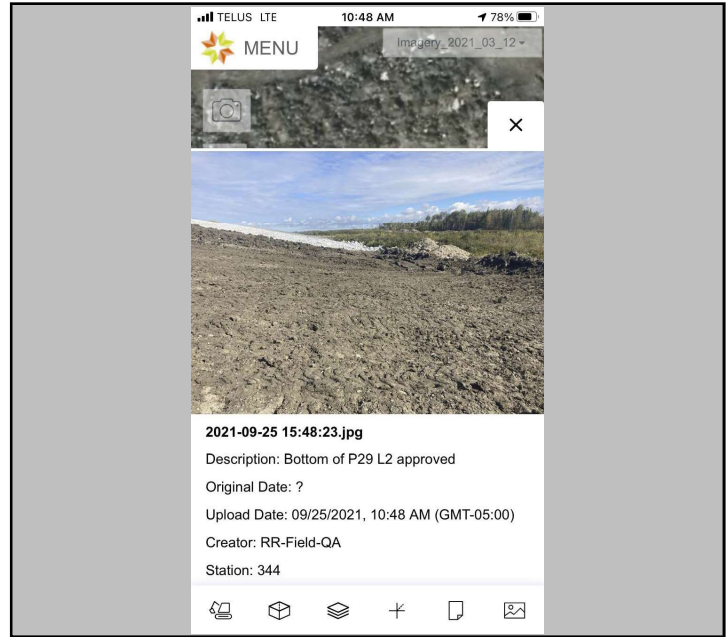 TELUS LTE 10:48 AM 78%
MENU
Imagery_2021_03_12
2021-09-25 15:48:23.jpg
Description: Bottom of P29 L2 approved
Original Date: ?
Upload Date: 09/25/2021, 10:48 AM (GMT-05:00)
Creator: RR-Field-QA
Station: 344